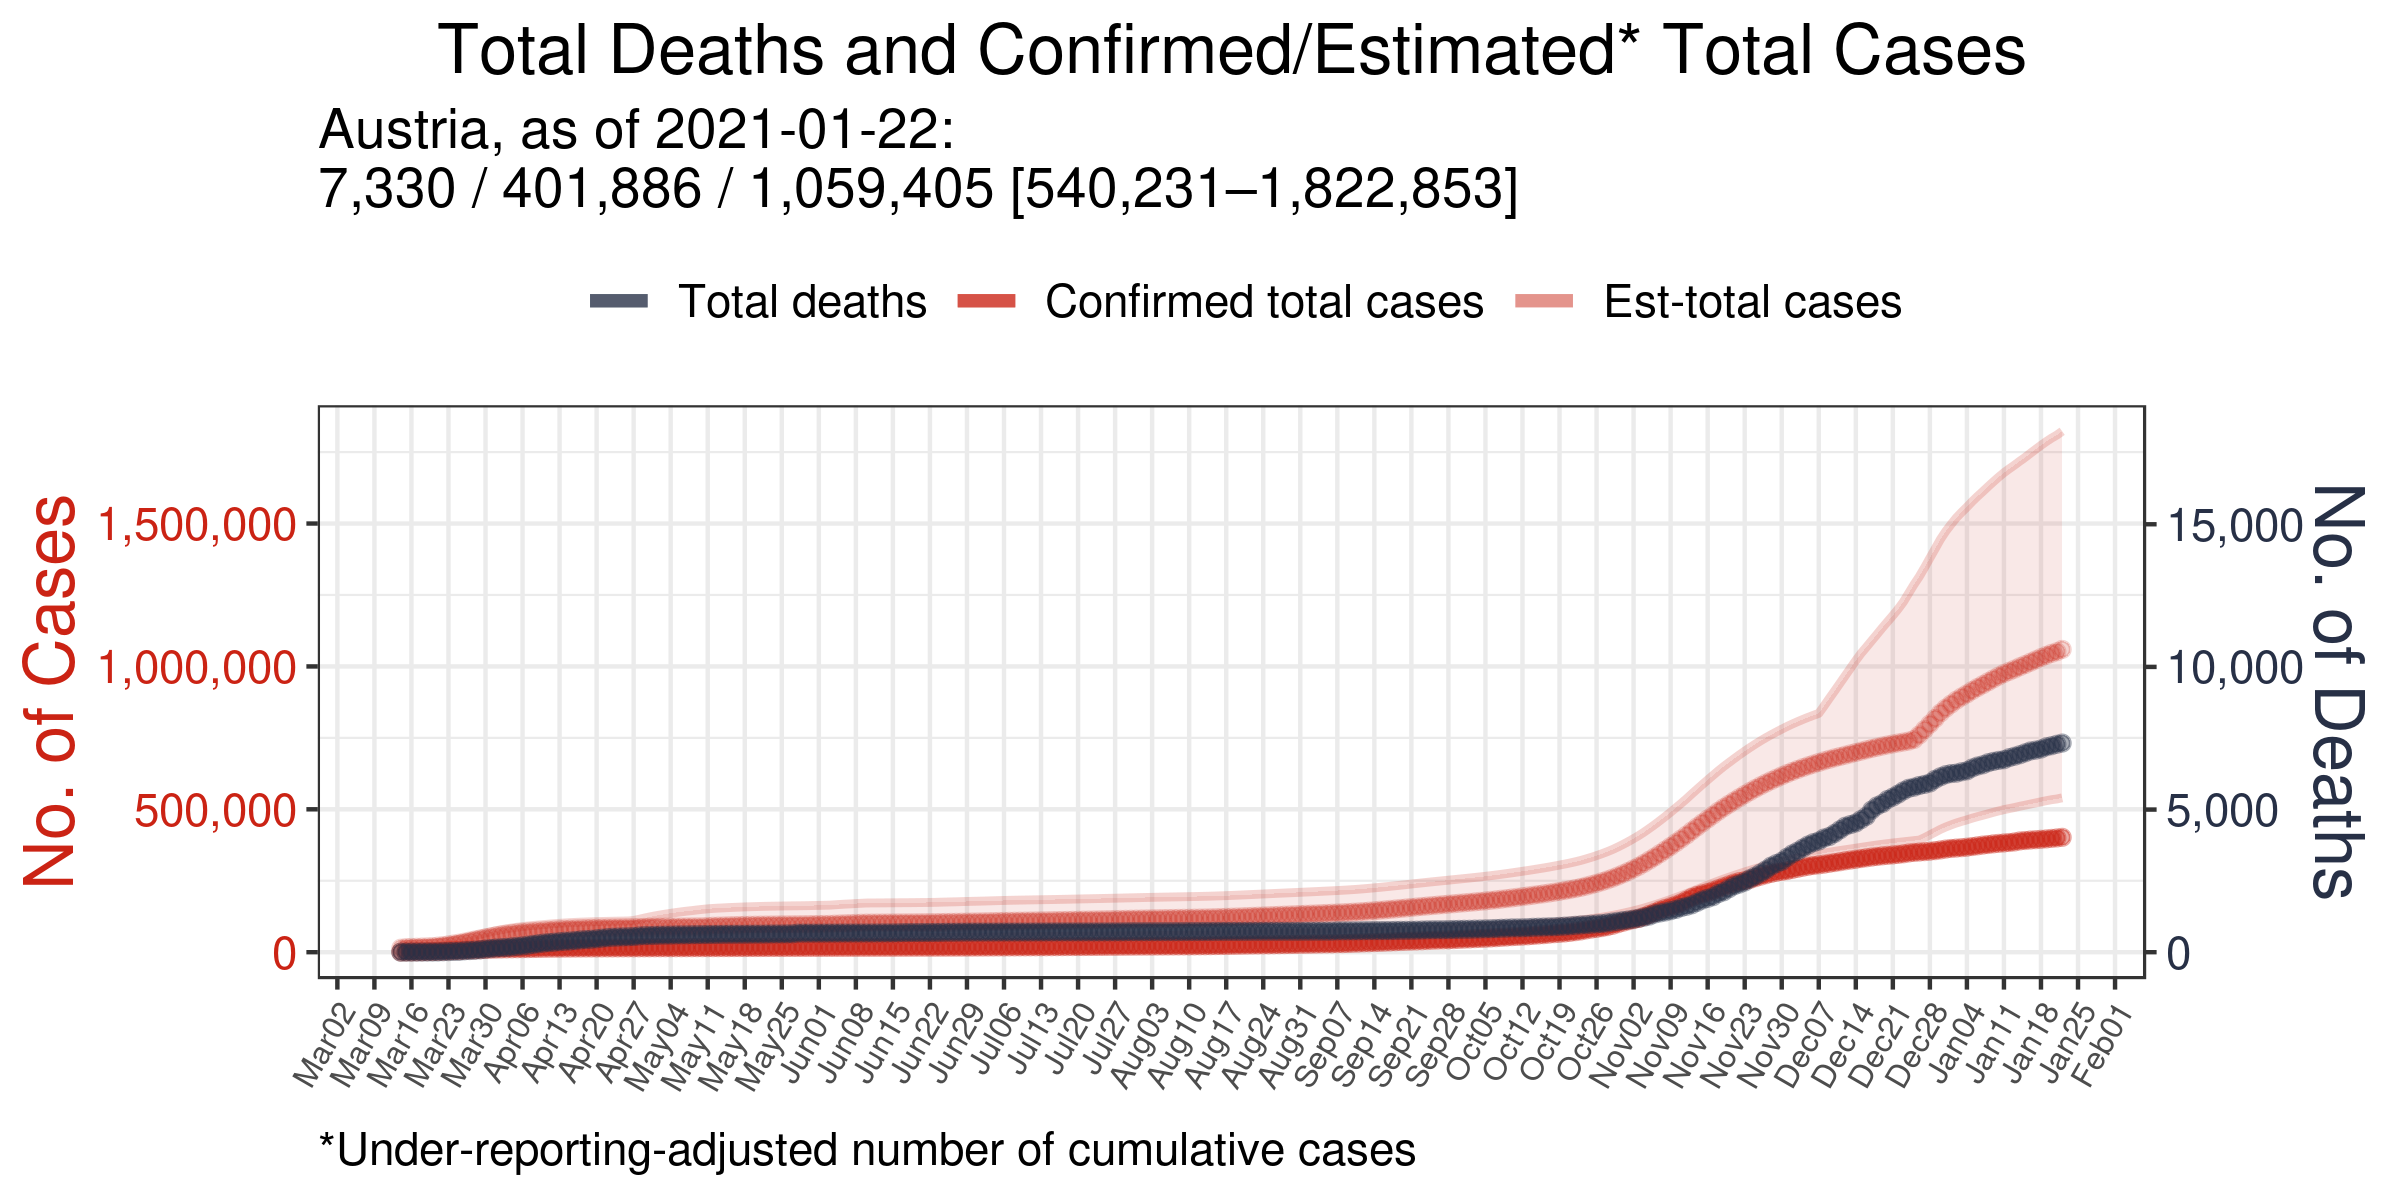 Total Deaths and Confirmed/Estimated* Total Cases
Austria, as of 2021-01-22:
7,330 / 401,886 / 1,059,405 [540,231–1,822,853]
Total deaths
Confirmed total cases
Est-total cases
No. of Cases
1,500,000
1,000,000
500,000
0
15,000
10,000
5,000
0
No. of Deaths
Mar02
Mar09
Mar16
Mar23
Mar30
Apr06
Apr13
Apr20
Apr27
May04
May11
May18
May25
Jun01
Jun08
Jun15
Jun22
Jun29
Jul06
Jul13
Jul20
Jul27
Aug03
Aug10
Aug17
Aug24
Aug31
Sep07
Sep14
Sep21
Sep28
Oct05
Oct12
Oct19
Oct26
Nov02
Nov09
Nov16
Nov23
Nov30
Dec07
Dec14
Dec21
Dec28
Jan04
Jan11
Jan18
Jan25
Feb01
*Under-reporting-adjusted number of cumulative cases